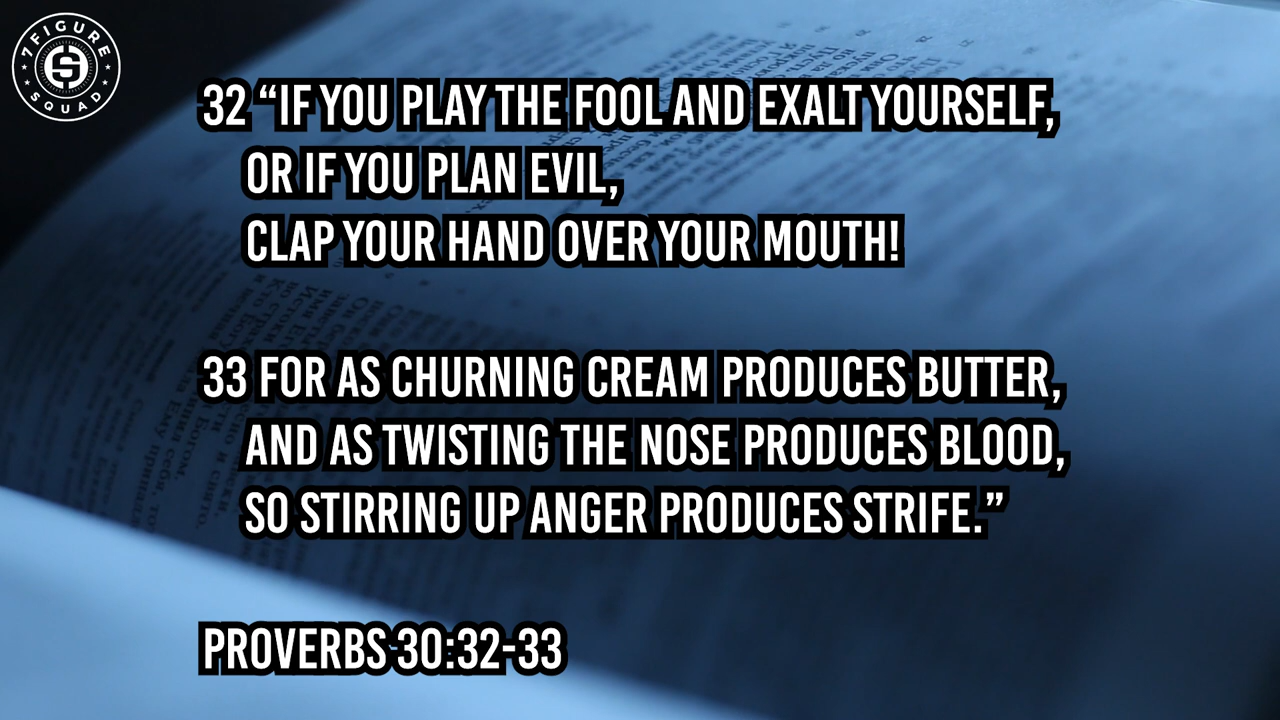 7FIGURE
SQUAD
32 “IF YOU PLAY THE FOOL AND EXALT YOURSELF,
OR IF YOU PLAN EVIL,
CLAP YOUR HAND OVER YOUR MOUTH!
33 FOR AS CHURNING CREAM PRODUCES BUTTER,
AND AS TWISTING THE NOSE PRODUCES BLOOD,
SO STIRRING UP ANGER PRODUCES STRIFE.”
PROVERBS 30:32-33